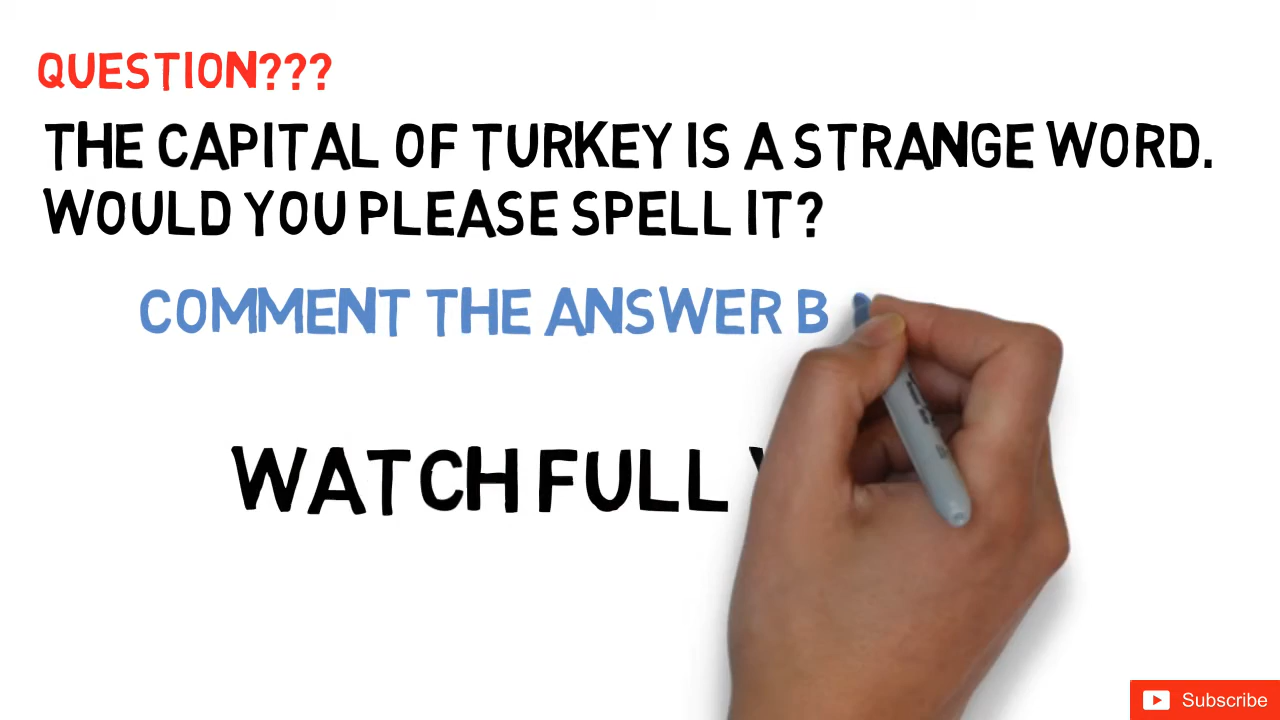 QUESTION???
THE CAPITAL OF TURKEY IS A STRANGE WORD.
WOULD YOU PLEASE SPELL IT?
COMMENT THE ANSWER B
WATCH FULL
Subscribe